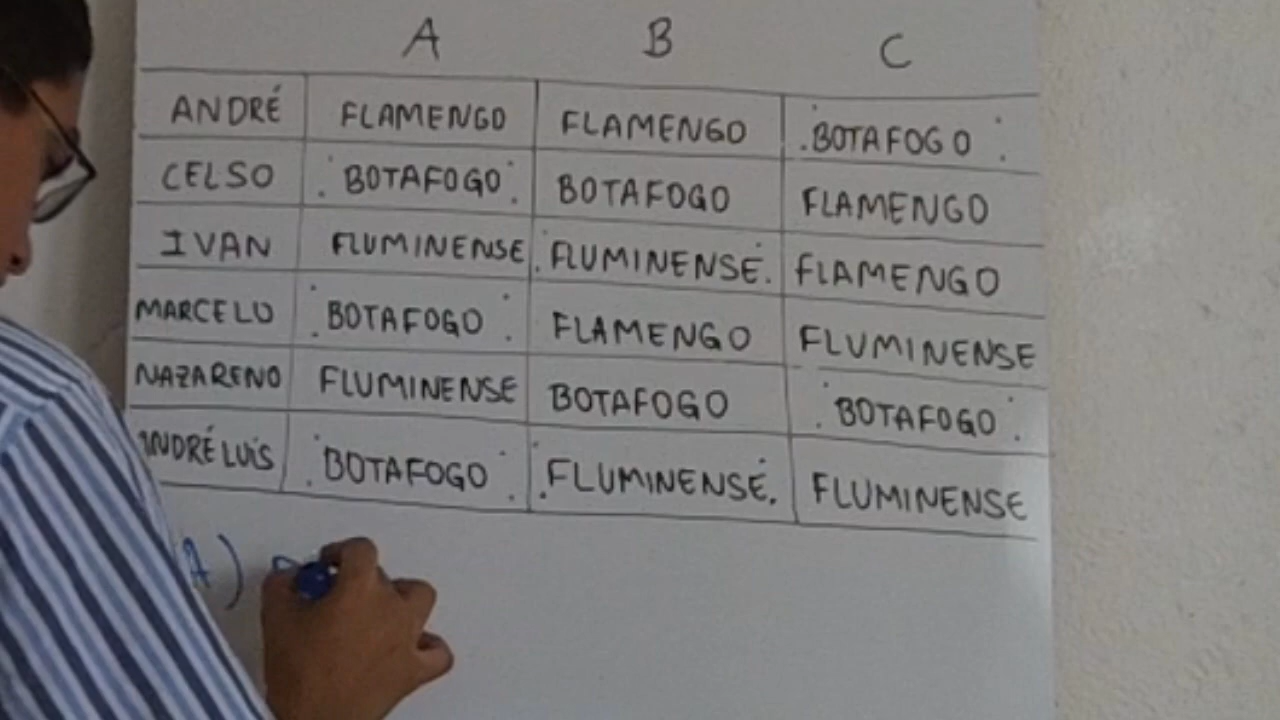 A B C
ANDRÉ FLAMENGO FLAMENGO BOTAFOGO
CELSO BOTAFOGO BOTAFOGO FLAMENGO
IVAN FLUMINENSE FLUMINENSE FLAMENGO
MARCELO BOTAFOGO FLAMENGO FLUMINENSE
NAZARENO FLUMINENSE BOTAFOGO BOTAFOGO
ANDRÉ LUÍS BOTAFOGO FLUMINENSE FLUMINENSE
A)